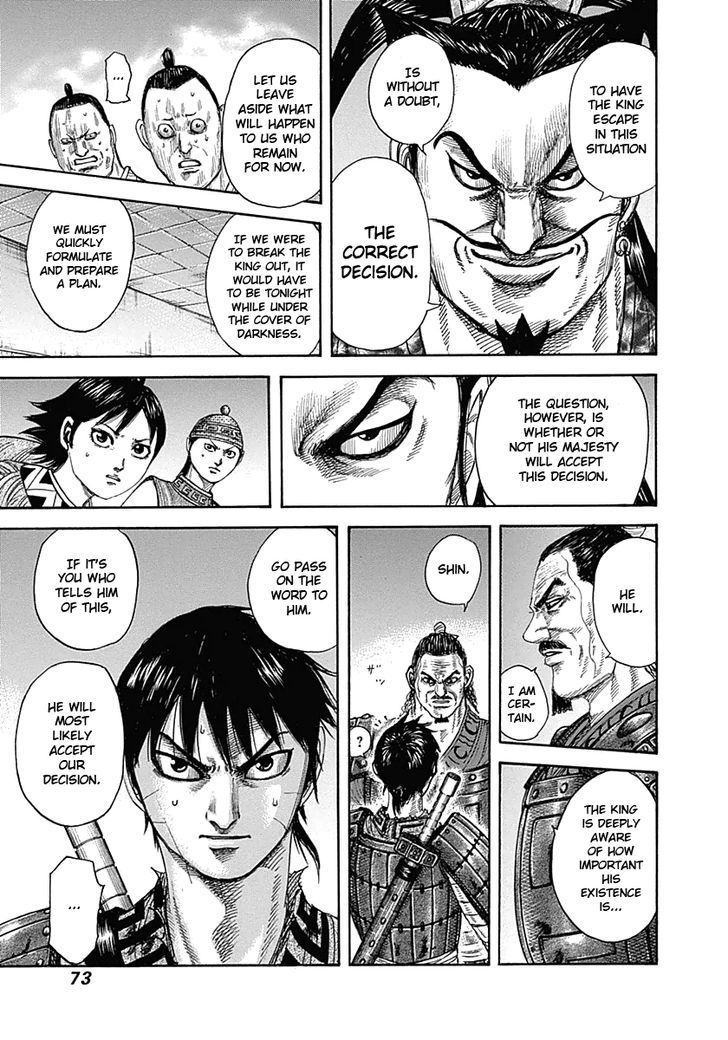 TO HAVE
THE KING
ESCAPE
IN THIS
SITUATION
IS
WITHOUT
A DOUBT,
THE
CORRECT
DECISION.
LET US
LEAVE
ASIDE WHAT
WILL HAPPEN
TO US WHO
REMAIN
FOR NOW.
...
IF WE WERE
TO BREAK
THE KING
OUT, IT
WOULD HAVE
TO BE TONIGHT
WHILE UNDER
THE COVER OF
DARKNESS.
WE MUST
QUICKLY
FORMULATE
AND PREPARE
A PLAN.
THE QUESTION,
HOWEVER, IS
WHETHER OR
NOT HIS MAJESTY
WILL ACCEPT
THIS DECISION.
HE
WILL.
I AM
CER-
TAIN.
THE KING
IS DEEPLY
AWARE
OF HOW
IMPORTANT
HIS
EXISTENCE
IS...
SHIN.
ザッ
?
GO PASS
ON THE
WORD TO
HIM.
IF IT'S
YOU WHO
TELLS HIM
OF THIS,
HE WILL
MOST
LIKELY
ACCEPT
OUR
DECISION.
...
73